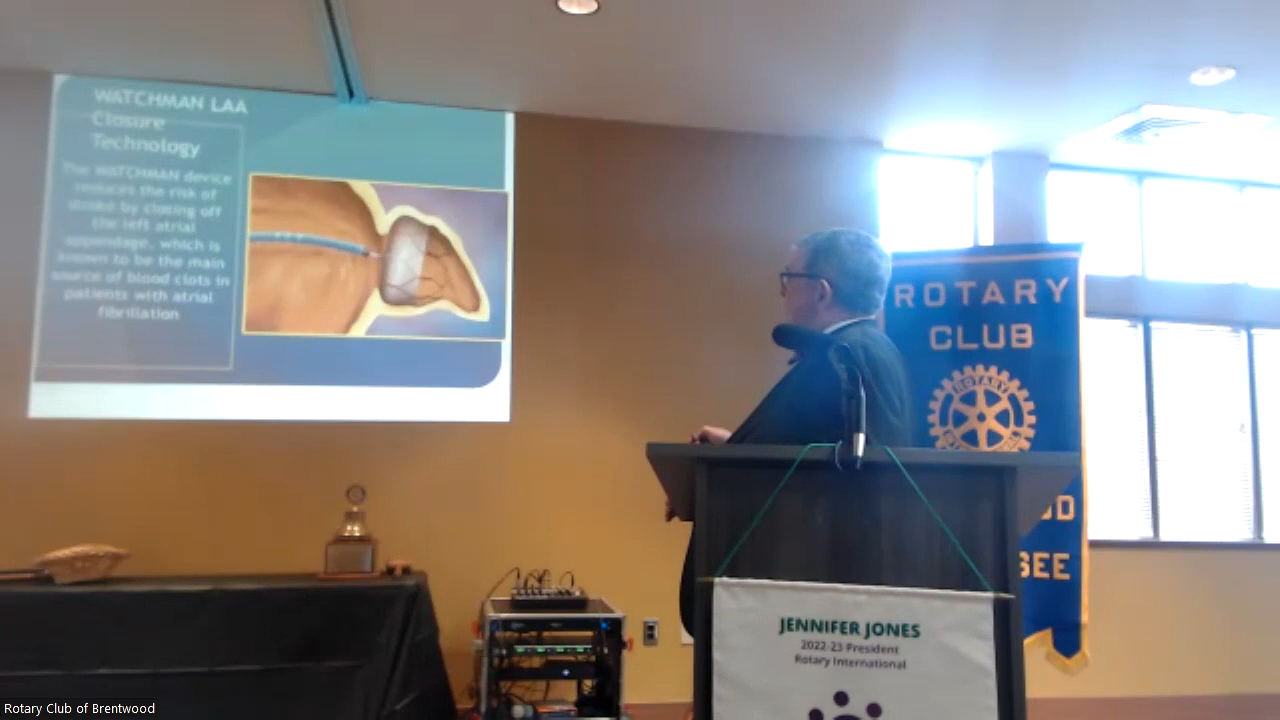 WATCHMAN LAA
Closure
Technology
The WATCHMAN device
reduces the risk of
stroke by closing off
the left atrial
appendage, which is
known to be the main
source of blood clots in
patients with atrial
fibrillation
ROTARY
CLUB
ROTARY
OD
SEE
JENNIFER JONES
2022-23 President
Rotary International
Rotary Club of Brentwood